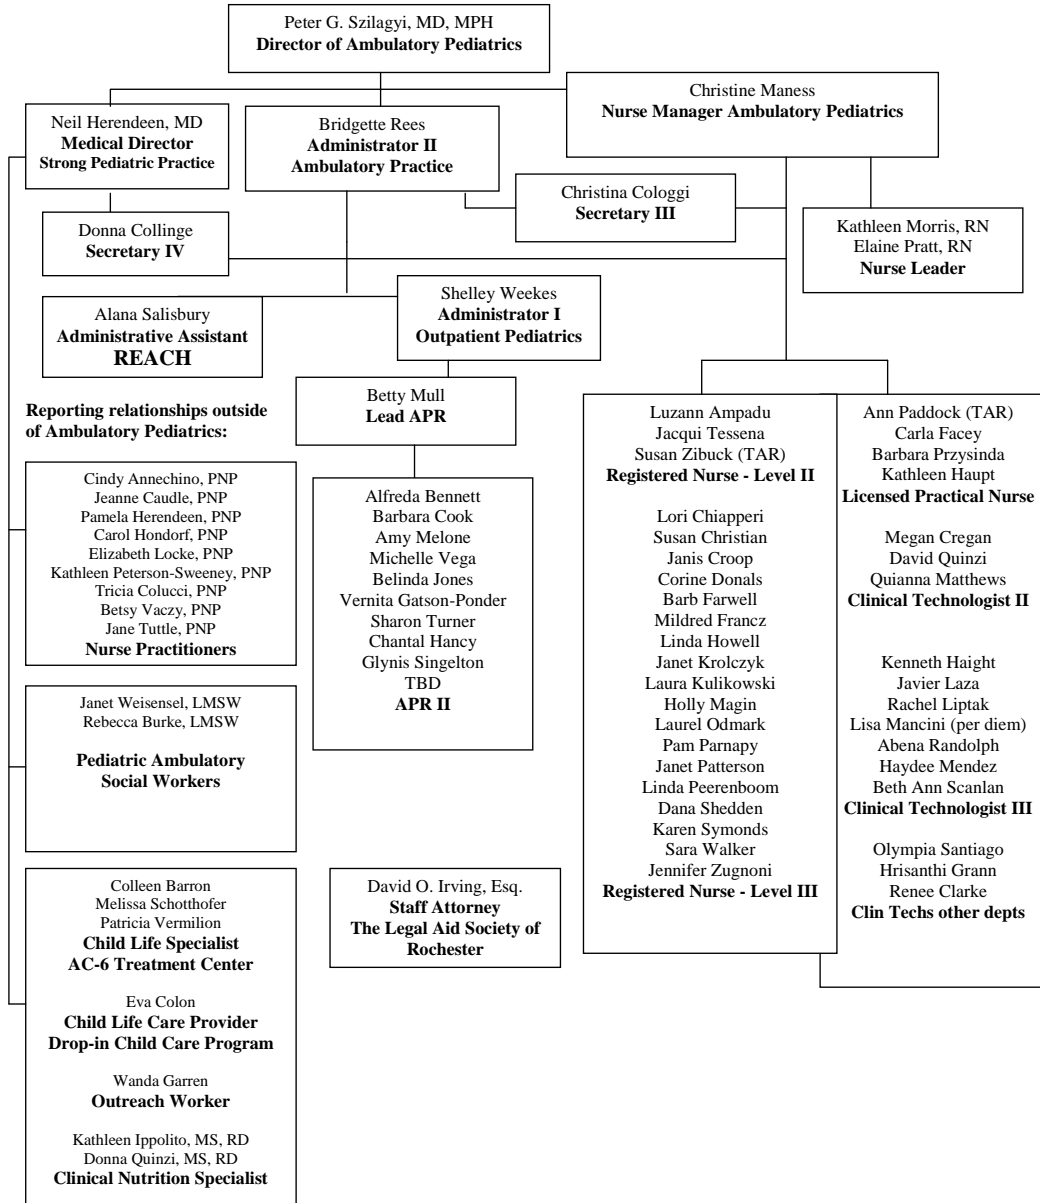 Peter G. Szilagyi, MD, MPH
Director of Ambulatory Pediatrics
Christine Maness
Nurse Manager Ambulatory Pediatrics
Neil Herendeen, MD
Medical Director
Strong Pediatric Practice
Bridgette Rees
Administrator II
Ambulatory Practice
Christina Cologgi
Secretary III
Donna Collinge
Secretary IV
Kathleen Morris, RN
Elaine Pratt, RN
Nurse Leader
Alana Salisbury
Administrative Assistant
REACH
Shelley Weekes
Administrator I
Outpatient Pediatrics
Betty Mull
Lead APR
Reporting relationships outside
of Ambulatory Pediatrics:
Cindy Annechino, PNP
Jeanne Caudle, PNP
Pamela Herendeen, PNP
Carol Hondorf, PNP
Elizabeth Locke, PNP
Kathleen Peterson-Sweeney, PNP
Tricia Colucci, PNP
Betsy Vaczy, PNP
Jane Tuttle, PNP
Nurse Practitioners
Janet Weisensel, LMSW
Rebecca Burke, LMSW
Pediatric Ambulatory
Social Workers
Colleen Barron
Melissa Schotthofer
Patricia Vermilion
Child Life Specialist
AC-6 Treatment Center
Eva Colon
Child Life Care Provider
Drop-in Child Care Program
Wanda Garren
Outreach Worker
Kathleen Ippolito, MS, RD
Donna Quinzi, MS, RD
Clinical Nutrition Specialist
Alfreda Bennett
Barbara Cook
Amy Melone
Michelle Vega
Belinda Jones
Vernita Gatson-Ponder
Sharon Turner
Chantal Hancy
Glynis Singelton
TBD
APR II
David O. Irving, Esq.
Staff Attorney
The Legal Aid Society of
Rochester
Luzann Ampadu
Jacqui Tessena
Susan Zibuck (TAR)
Registered Nurse - Level II
Lori Chiapperi
Susan Christian
Janis Croop
Corine Donals
Barb Farwell
Mildred Francz
Linda Howell
Janet Krolczyk
Laura Kulikowski
Holly Magin
Laurel Odmark
Pam Parnapy
Janet Patterson
Linda Peerenboom
Dana Shedden
Karen Symonds
Sara Walker
Jennifer Zugnoni
Registered Nurse - Level III
Ann Paddock (TAR)
Carla Facey
Barbara Przysinda
Kathleen Haupt
Licensed Practical Nurse
Megan Cregan
David Quinzi
Quianna Matthews
Clinical Technologist II
Kenneth Haight
Javier Laza
Rachel Liptak
Lisa Mancini (per diem)
Abena Randolph
Haydee Mendez
Beth Ann Scanlan
Clinical Technologist III
Olympia Santiago
Hrisanthi Grann
Renee Clarke
Clin Techs other depts